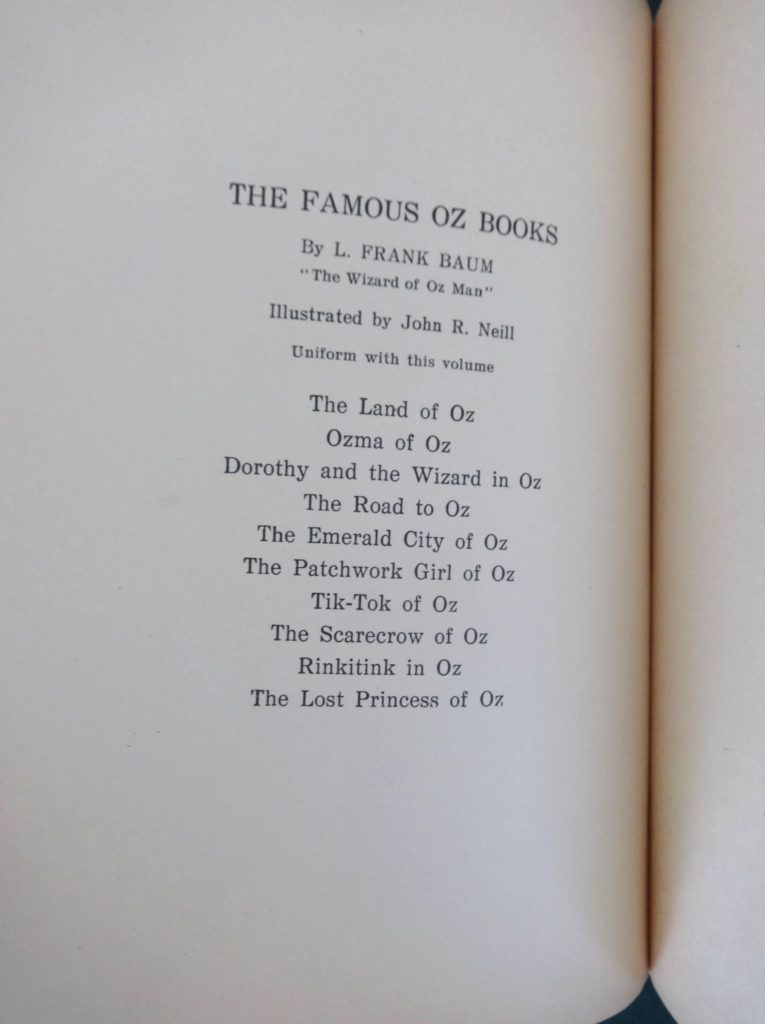 THE FAMOUS OZ BOOKS
By L. FRANK BAUM
"The Wizard of Oz Man"
Illustrated by John R. Neill
Uniform with this volume
The Land of Oz
Ozma of Oz
Dorothy and the Wizard in Oz
The Road to Oz
The Emerald City of Oz
The Patchwork Girl of Oz
Tik-Tok of Oz
The Scarecrow of Oz
Rinkitink in Oz
The Lost Princess of Oz